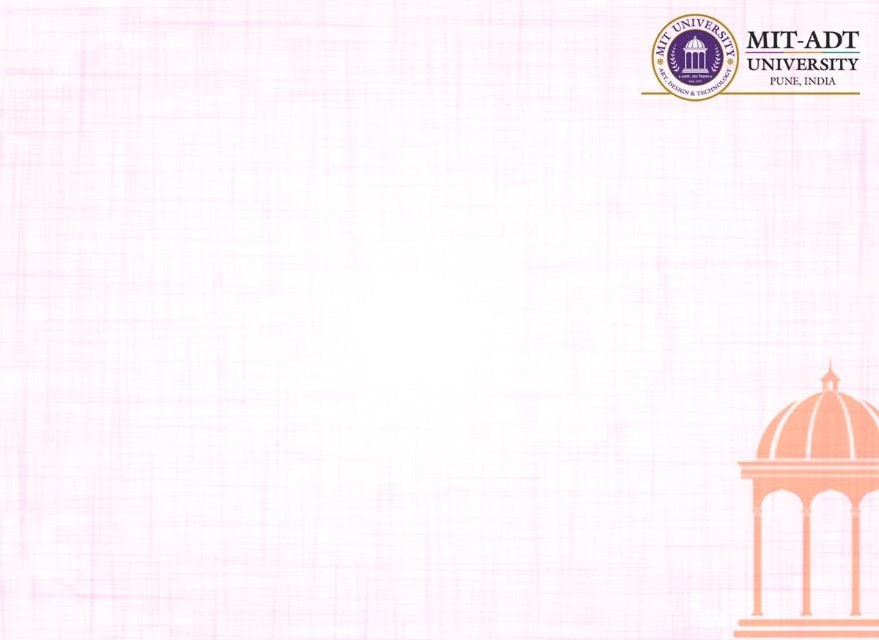 MIT UNIVERSITY
ART, DESIGN & TECHNOLOGY
MIT-ADT
UNIVERSITY
PUNE, INDIA